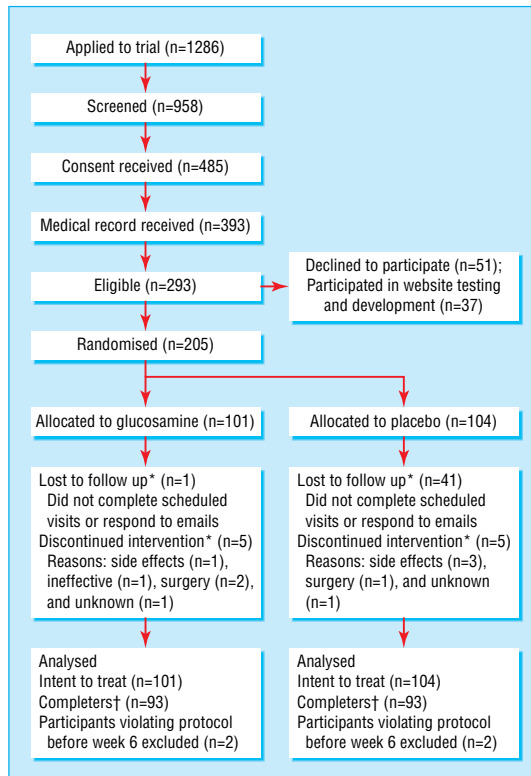 Applied to trial (n=1286)
Screened (n=958)
Consent received (n=485)
Medical record received (n=393)
Eligible (n=293)
Declined to participate (n=51);
Participated in website testing
and development (n=37)
Randomised (n=205)
Allocated to glucosamine (n=101)
Allocated to placebo (n=104)
Lost to follow up* (n=1)
Did not complete scheduled
visits or respond to emails
Discontinued intervention* (n=5)
Reasons: side effects (n=1),
ineffective (n=1), surgery (n=2),
and unknown (n=1)
Lost to follow up* (n=41)
Did not complete scheduled
visits or respond to emails
Discontinued intervention* (n=5)
Reasons: side effects (n=3),
surgery (n=1), and unknown
(n=1)
Analysed
Intent to treat (n=101)
Completers† (n=93)
Participants violating protocol
before week 6 excluded (n=2)
Analysed
Intent to treat (n=104)
Completers† (n=93)
Participants violating protocol
before week 6 excluded (n=2)